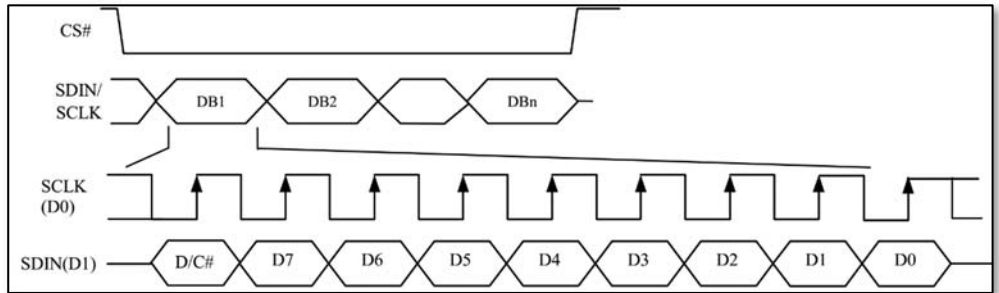 CS#
SDIN/
SCLK
DB1 DB2 DBn
SCLK
(D0)
SDIN(D1) D/C# D7 D6 D5 D4 D3 D2 D1 D0